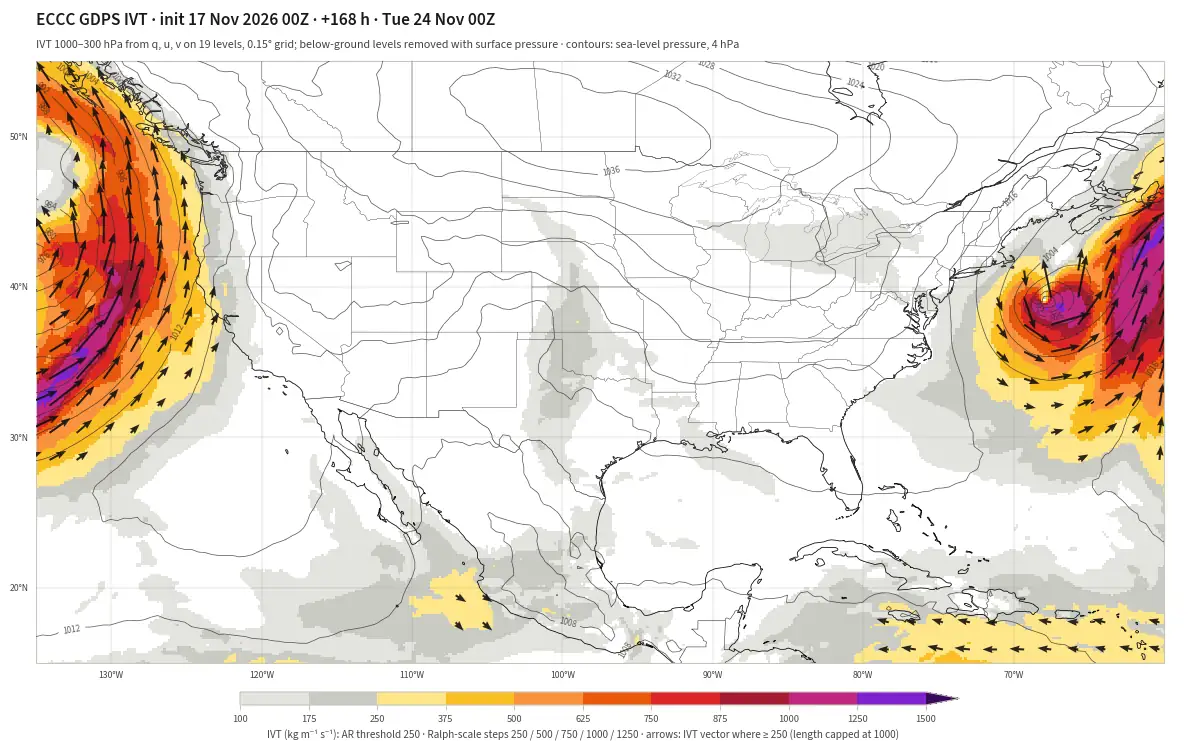 ECCC GDPS IVT · init 17 Nov 2026 00Z · +168 h · Tue 24 Nov 00Z
IVT 1000–300 hPa from q, u, v on 19 levels, 0.15° grid; below-ground levels removed with surface pressure · contours: sea-level pressure, 4 hPa
1028
1020
1032
1024
1004
50°N
1036
984
1016
1004
40°N
1012
30°N
20°N
1012
1008
130°W 120°W 110°W 100°W 90°W 80°W 70°W
100 175 250 375 500 625 750 875 1000 1250 1500
IVT (kg m⁻¹ s⁻¹): AR threshold 250 · Ralph-scale steps 250 / 500 / 750 / 1000 / 1250 · arrows: IVT vector where ≥ 250 (length capped at 1000)